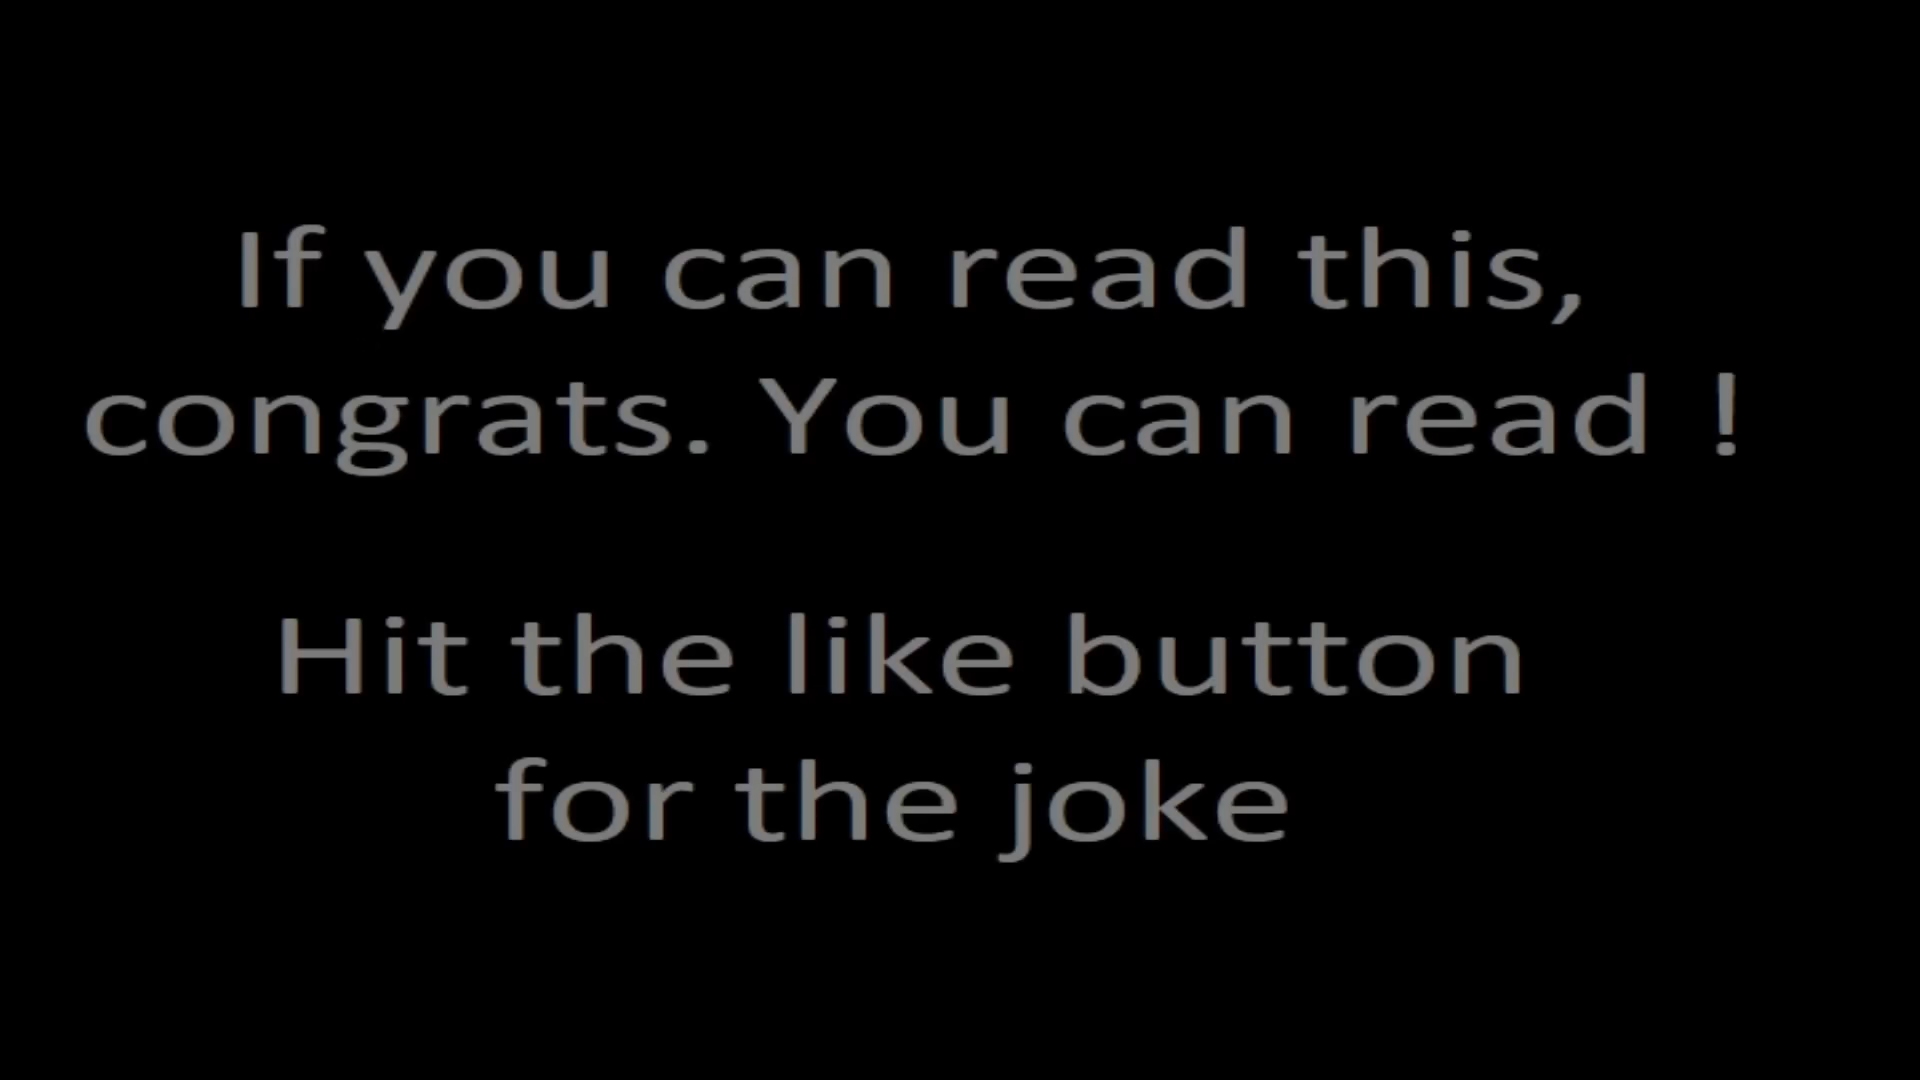 If you can read this,
congrats. You can read !
Hit the like button
for the joke